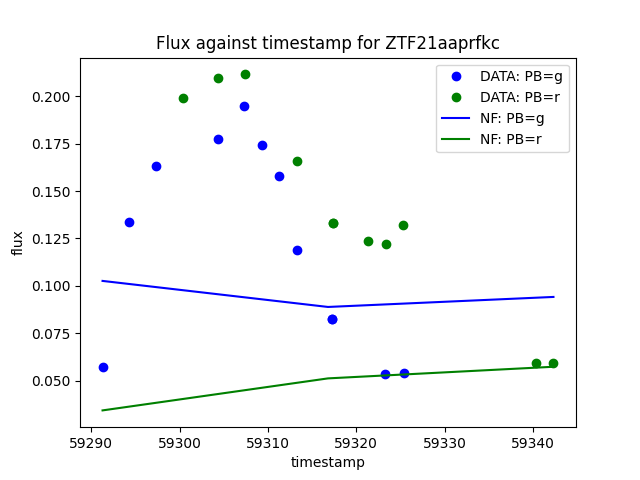 Flux against timestamp for ZTF21aaprfkc
DATA: PB=g
DATA: PB=r
NF: PB=g
NF: PB=r
flux
0.200
0.175
0.150
0.125
0.100
0.075
0.050
59290 59300 59310 59320 59330 59340
timestamp